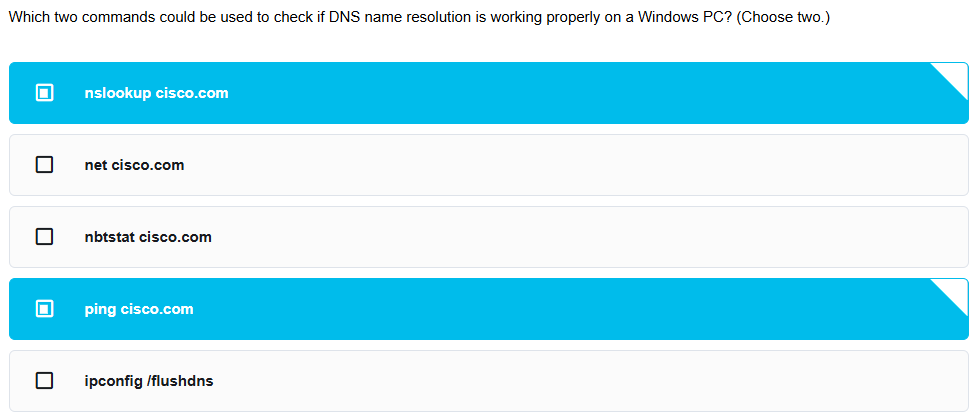 Which two commands could be used to check if DNS name resolution is working properly on a Windows PC? (Choose two.)
nslookup cisco.com
net cisco.com
nbtstat cisco.com
ping cisco.com
ipconfig /flushdns